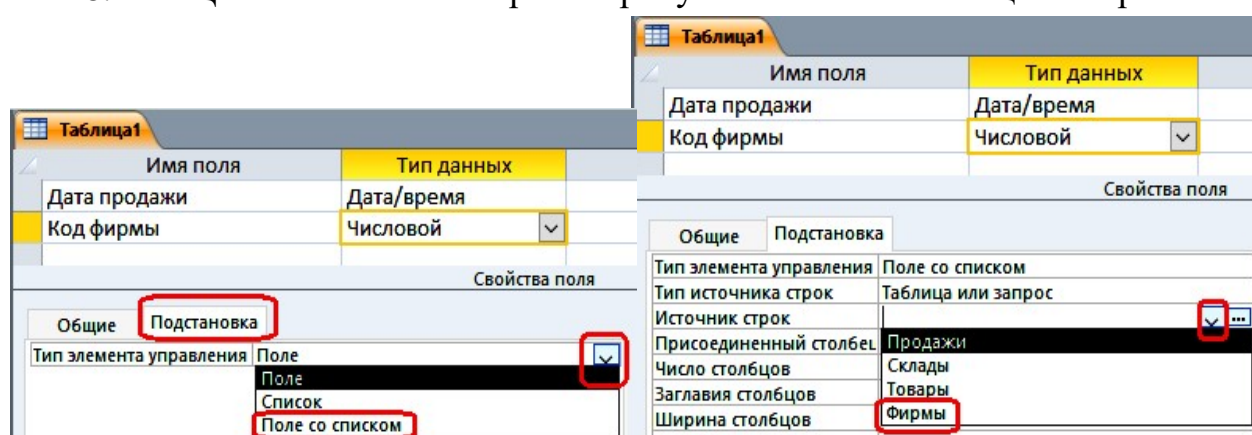 Таблица1
Имя поля Тип данных
Дата продажи Дата/время
Код фирмы Числовой
Свойства поля
Общие Подстановка
Тип элемента управления Поле
Поле
Список
Поле со списком
Таблица1
Имя поля Тип данных
Дата продажи Дата/время
Код фирмы Числовой
Свойства поля
Общие Подстановка
Тип элемента управления Поле со списком
Тип источника строк Таблица или запрос
Источник строк
Присоединенный столбец Продажи
Число столбцов Склады
Заглавия столбцов Товары
Ширина столбцов Фирмы